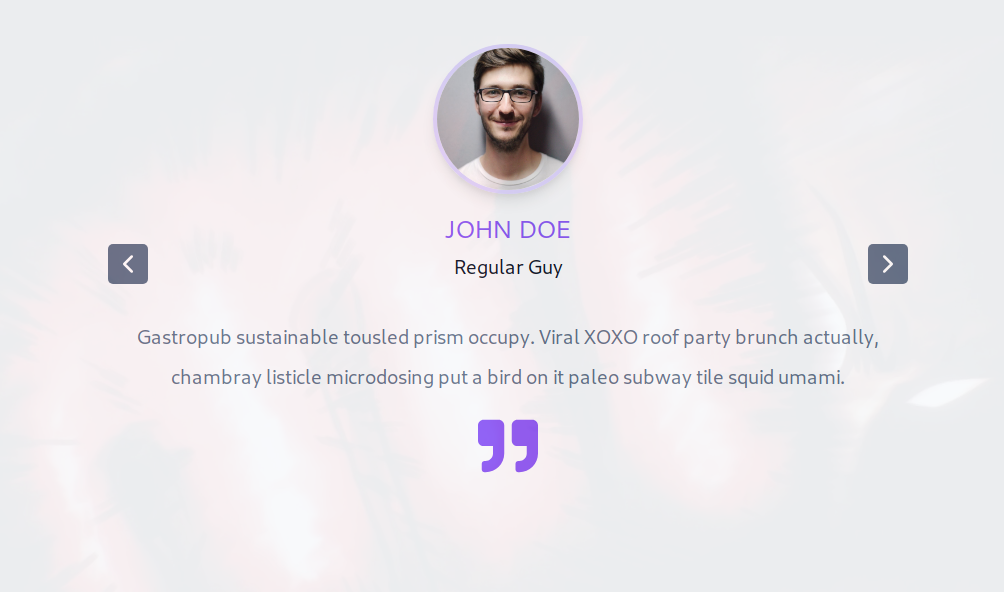 JOHN DOE
Regular Guy
Gastropub sustainable tousled prism occupy. Viral XOXO roof party brunch actually,
chambray listicle microdosing put a bird on it paleo subway tile squid umami.